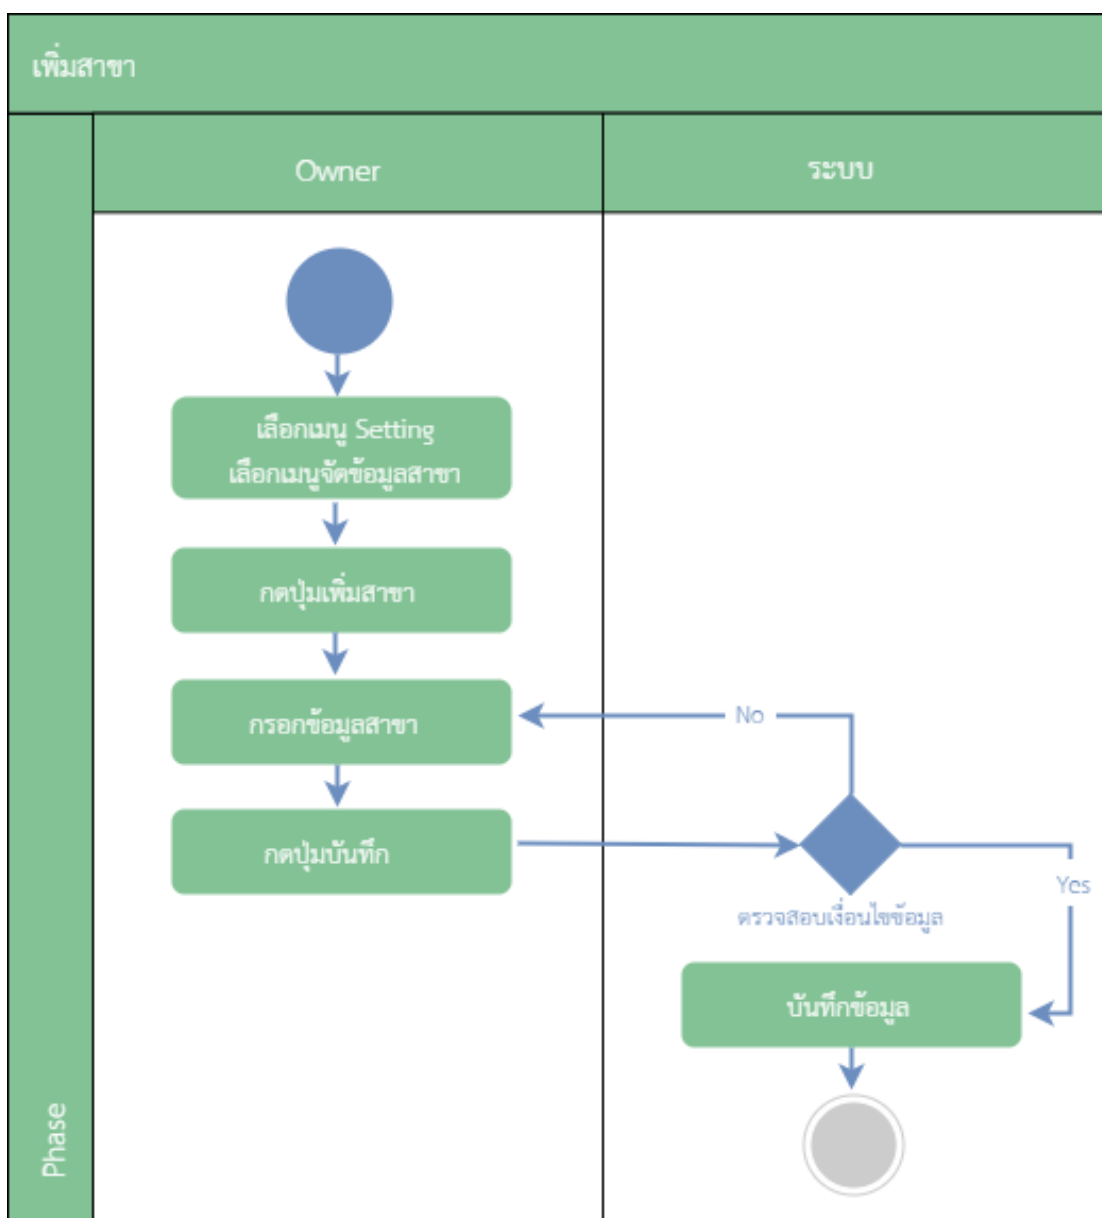 เพิ่มสาขา
Owner
ระบบ
เลือกเมนู Setting
เลือกเมนูจัดข้อมูลสาขา
กดปุ่มเพิ่มสาขา
กรอกข้อมูลสาขา
No
กดปุ่มบันทึก
Yes
ตรวจสอบเงื่อนไขข้อมูล
บันทึกข้อมูล
Phase